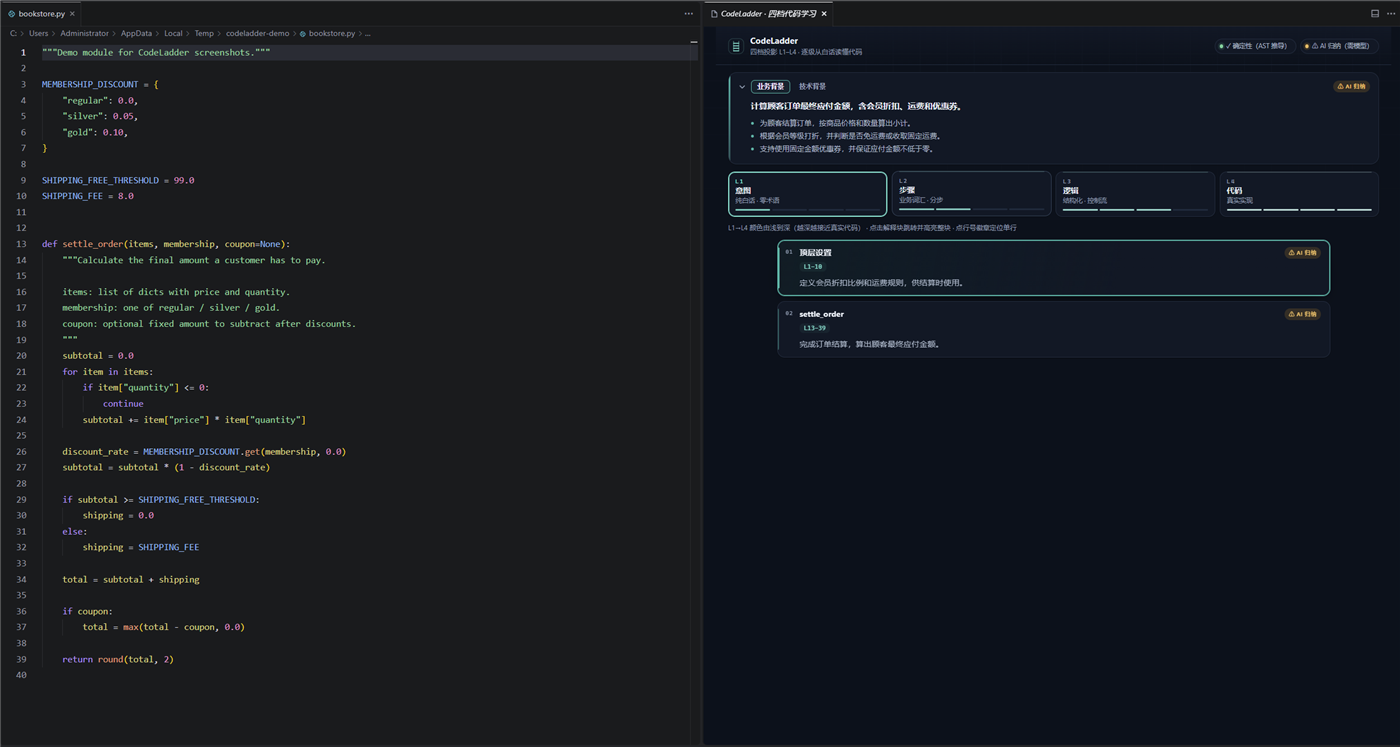 bookstore.py ×
C: > Users > Administrator > AppData > Local > Temp > codeladder-demo > bookstore.py > ...
1 """Demo module for CodeLadder screenshots."""
2
3 MEMBERSHIP_DISCOUNT = {
4 "regular": 0.0,
5 "silver": 0.05,
6 "gold": 0.10,
7 }
8
9 SHIPPING_FREE_THRESHOLD = 99.0
10 SHIPPING_FEE = 8.0
11
12
13 def settle_order(items, membership, coupon=None):
14 """Calculate the final amount a customer has to pay.
15
16 items: list of dicts with price and quantity.
17 membership: one of regular / silver / gold.
18 coupon: optional fixed amount to subtract after discounts.
19 """
20 subtotal = 0.0
21 for item in items:
22 if item["quantity"] <= 0:
23 continue
24 subtotal += item["price"] * item["quantity"]
25
26 discount_rate = MEMBERSHIP_DISCOUNT.get(membership, 0.0)
27 subtotal = subtotal * (1 - discount_rate)
28
29 if subtotal >= SHIPPING_FREE_THRESHOLD:
30 shipping = 0.0
31 else:
32 shipping = SHIPPING_FEE
33
34 total = subtotal + shipping
35
36 if coupon:
37 total = max(total - coupon, 0.0)
38
39 return round(total, 2)
40
CodeLadder · 四档代码学习 ×
CodeLadder
四档投影 L1–L4 · 逐级从白话读懂代码
✓ 确定性（AST 推导）
⚠ AI 归纳（需模型）
业务背景 技术背景
⚠ AI 归纳
计算顾客订单最终应付金额，含会员折扣、运费和优惠券。
为顾客结算订单，按商品价格和数量算出小计。
根据会员等级打折，并判断是否免运费或收取固定运费。
支持使用固定金额优惠券，并保证应付金额不低于零。
L1
意图
纯白话 · 零术语
L2
步骤
业务词汇 · 分步
L3
逻辑
结构化 · 控制流
L4
代码
真实实现
L1→L4 颜色由浅到深（越深越接近真实代码） · 点击解释块跳转并高亮整块 · 点行号徽章定位单行
01 顶层设置
⚠ AI 归纳
L1–10
定义会员折扣比例和运费规则，供结算时使用。
02 settle_order
⚠ AI 归纳
L13–39
完成订单结算，算出顾客最终应付金额。